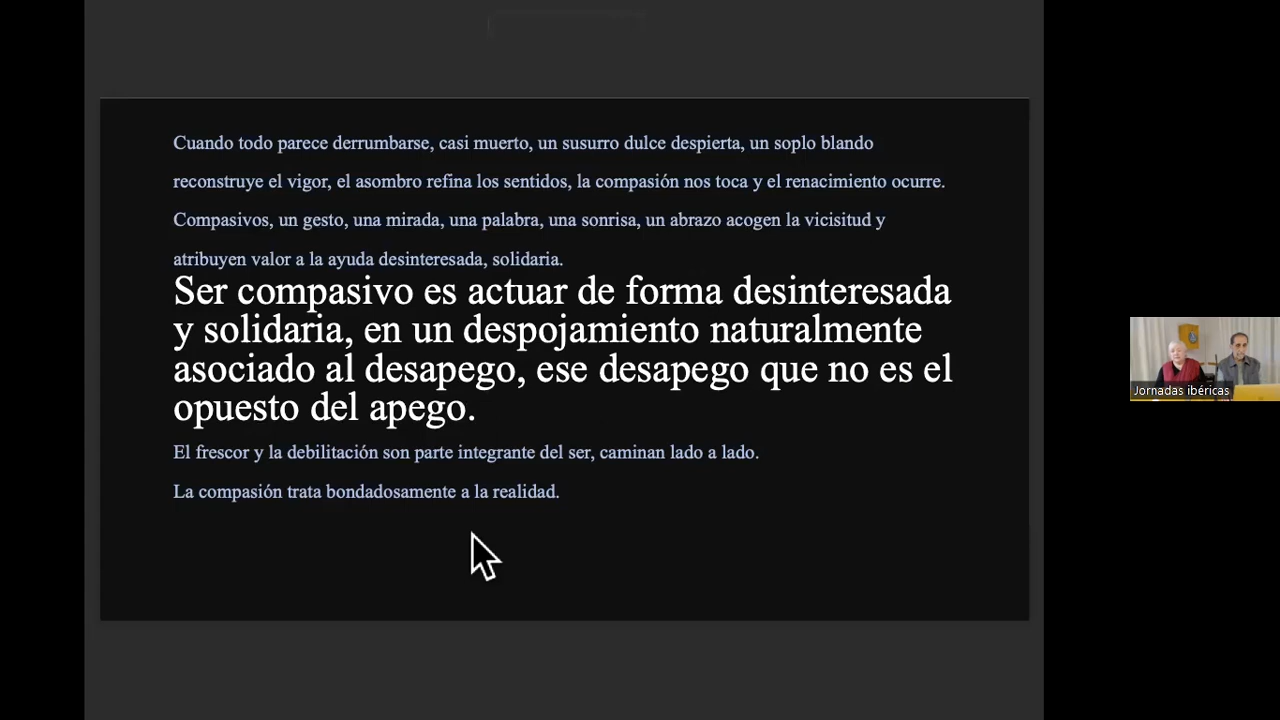 Cuando todo parece derrumbarse, casi muerto, un susurro dulce despierta, un soplo blando
reconstruye el vigor, el asombro refina los sentidos, la compasión nos toca y el renacimiento ocurre.
Compasivos, un gesto, una mirada, una palabra, una sonrisa, un abrazo acogen la vicisitud y
atribuyen valor a la ayuda desinteresada, solidaria.
Ser compasivo es actuar de forma desinteresada
y solidaria, en un despojamiento naturalmente
asociado al desapego, ese desapego que no es el
opuesto del apego.
El frescor y la debilitación son parte integrante del ser, caminan lado a lado.
La compasión trata bondadosamente a la realidad.
Jornadas ibéricas